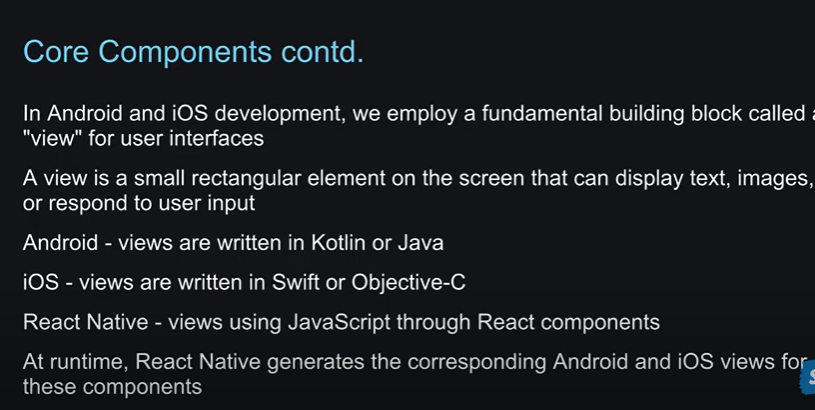 Core Components contd.
In Android and iOS development, we employ a fundamental building block called
"view" for user interfaces
A view is a small rectangular element on the screen that can display text, images,
or respond to user input
Android - views are written in Kotlin or Java
iOS - views are written in Swift or Objective-C
React Native - views using JavaScript through React components
At runtime, React Native generates the corresponding Android and iOS views for
these components